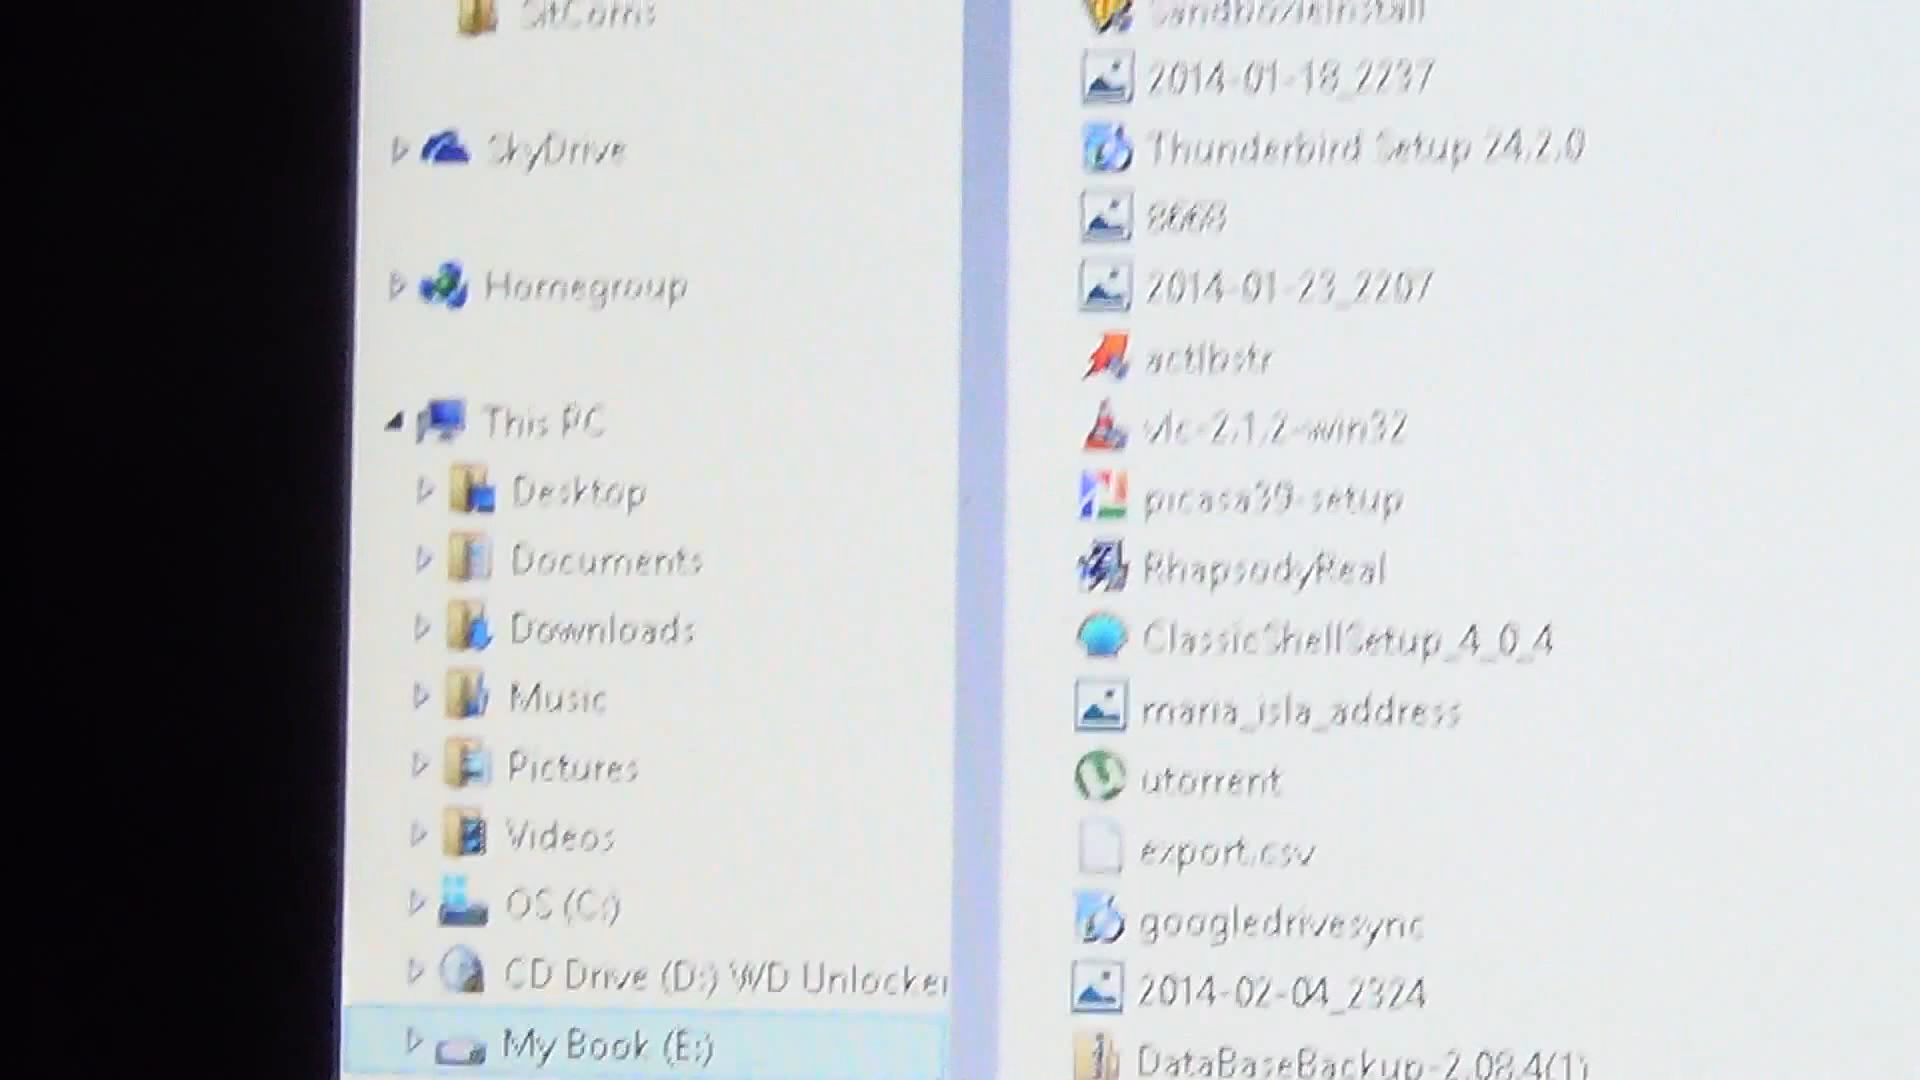 SitComs
SkyDrive
Homegroup
This PC
Desktop
Documents
Downloads
Music
Pictures
Videos
OS (C:)
CD Drive (D:) WD Unlocker
My Book (E:)
2014-01-18_2237
Thunderbird Setup 24.2.0
8668
2014-01-23_2207
actlbstr
vlc-2.1.2-win32
picasa39-setup
RhapsodyReal
ClassicShellSetup_4_0_4
maria_isla_address
utorrent
export.csv
googledrivesync
2014-02-04_2324
DataBaseBackup-2.08.4(1)